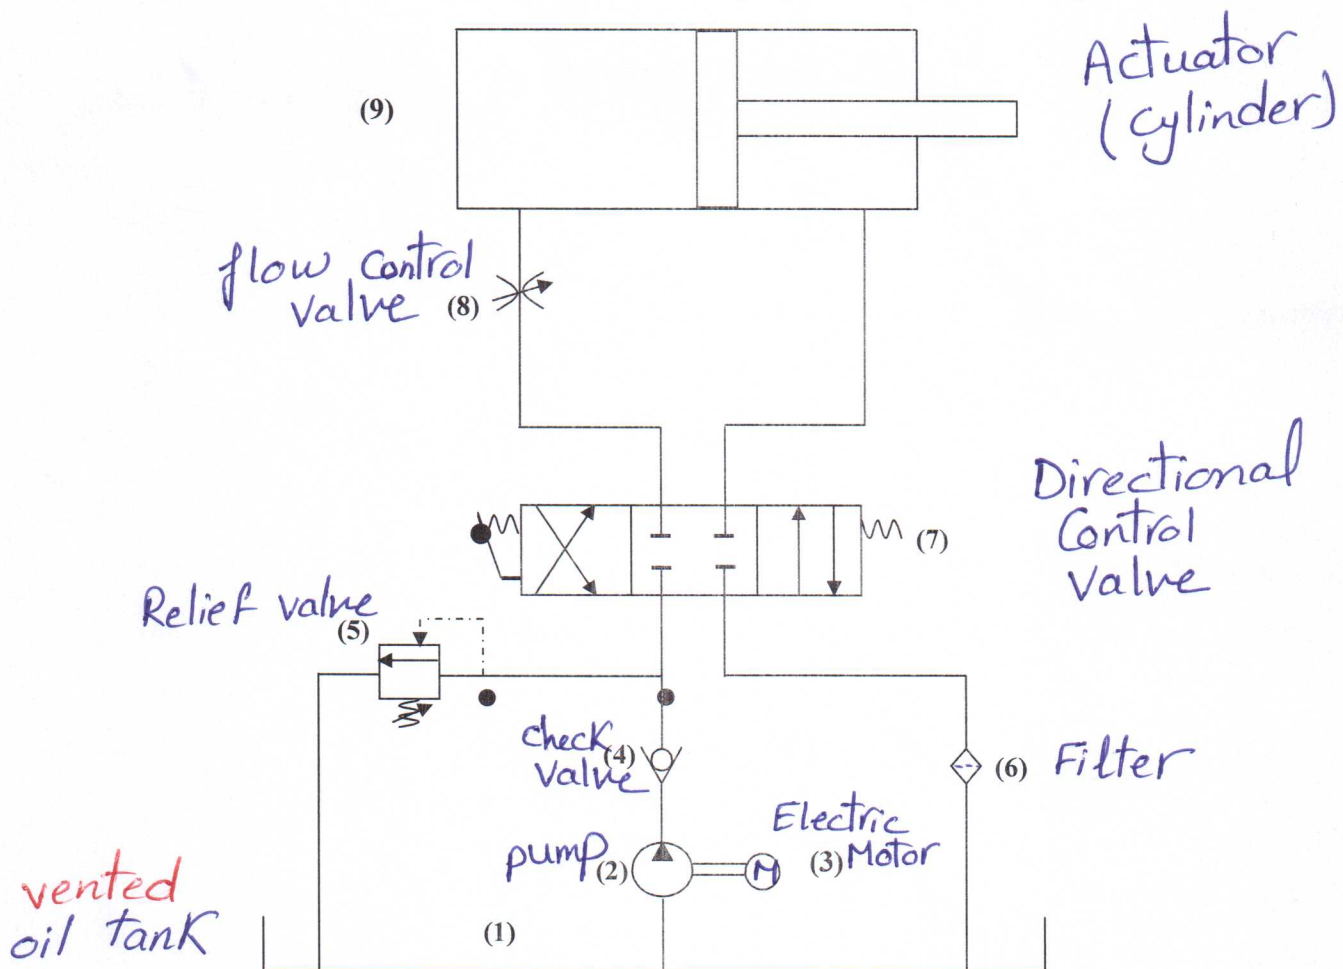 Actuator
(Cylinder)
(9)
flow control
valve (8)
Directional
Control
valve
(7)
Relief valve
(5)
check
valve (4)
(6) Filter
Electric
(3) Motor
M
pump (2)
vented
oil tank
(1)